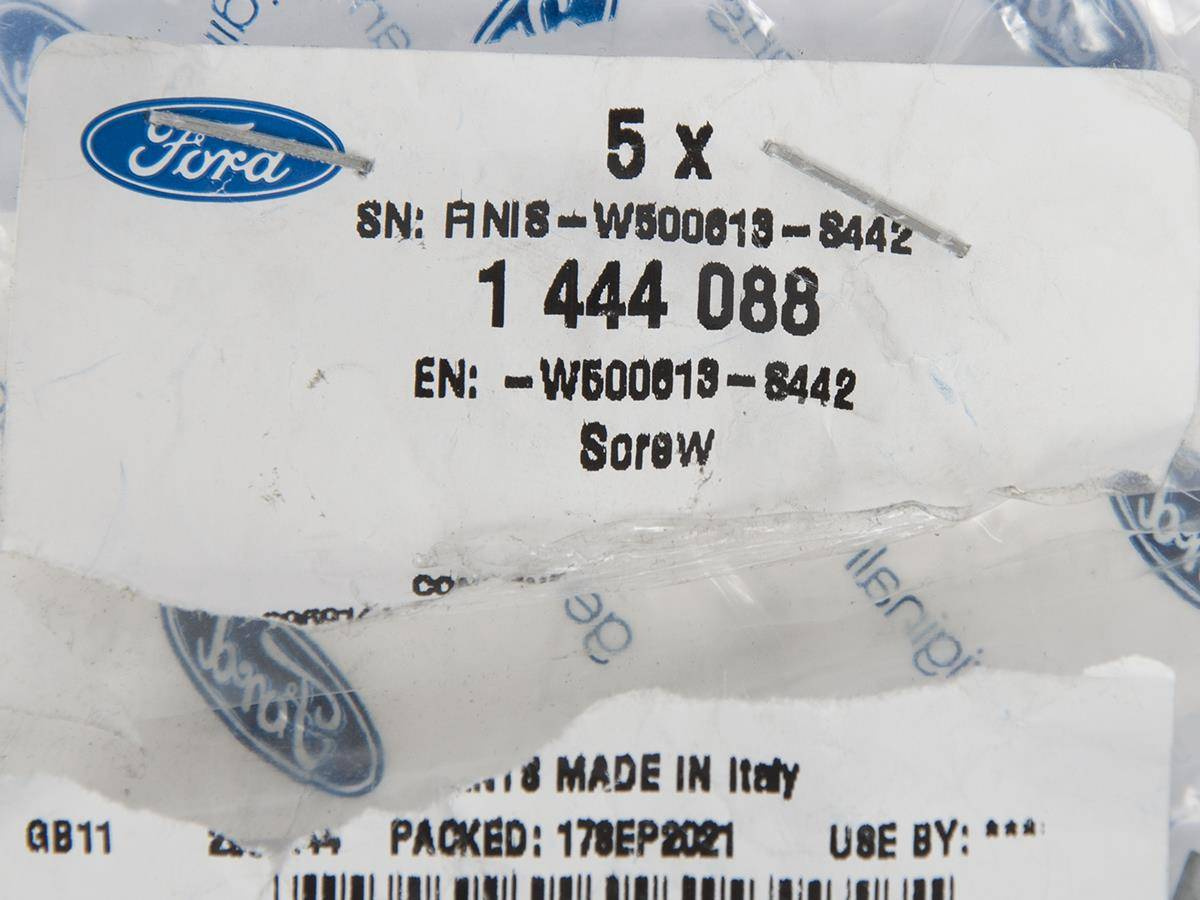 Ford
5 x
SN: FINIS-W500613-S442
1 444 088
EN: -W500613-S442
Screw
Ford
MADE IN Italy
GB11 PACKED: 17SEP2021 USE BY: ***